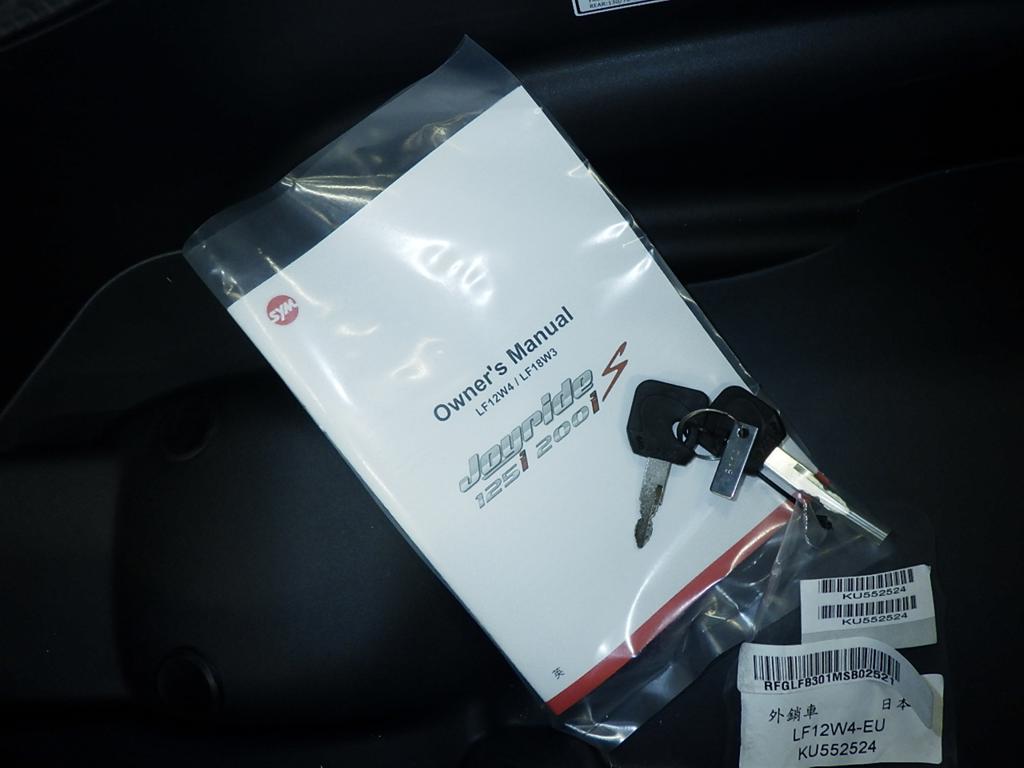 SYM
Owner's Manual
LF12W4 / LF18W3
Joyride S
125i 200i
英
KU552524
KU552524
RFGLFB301MSB02521
外銷車 日本
LF12W4-EU
KU552524